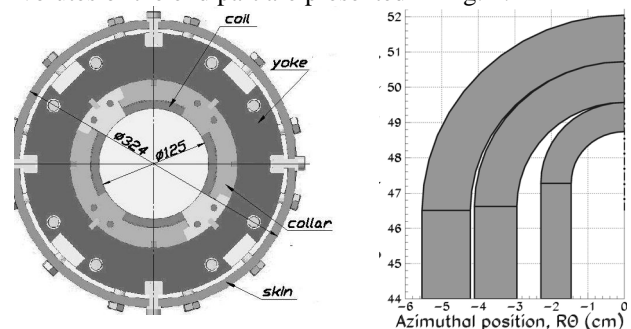 coil
yoke
ø324
ø125
collar
skin
52
51
50
49
48
47
46
45
44
-6 -5 -4 -3 -2 -1 0
Azimuthal position, RΘ (cm)